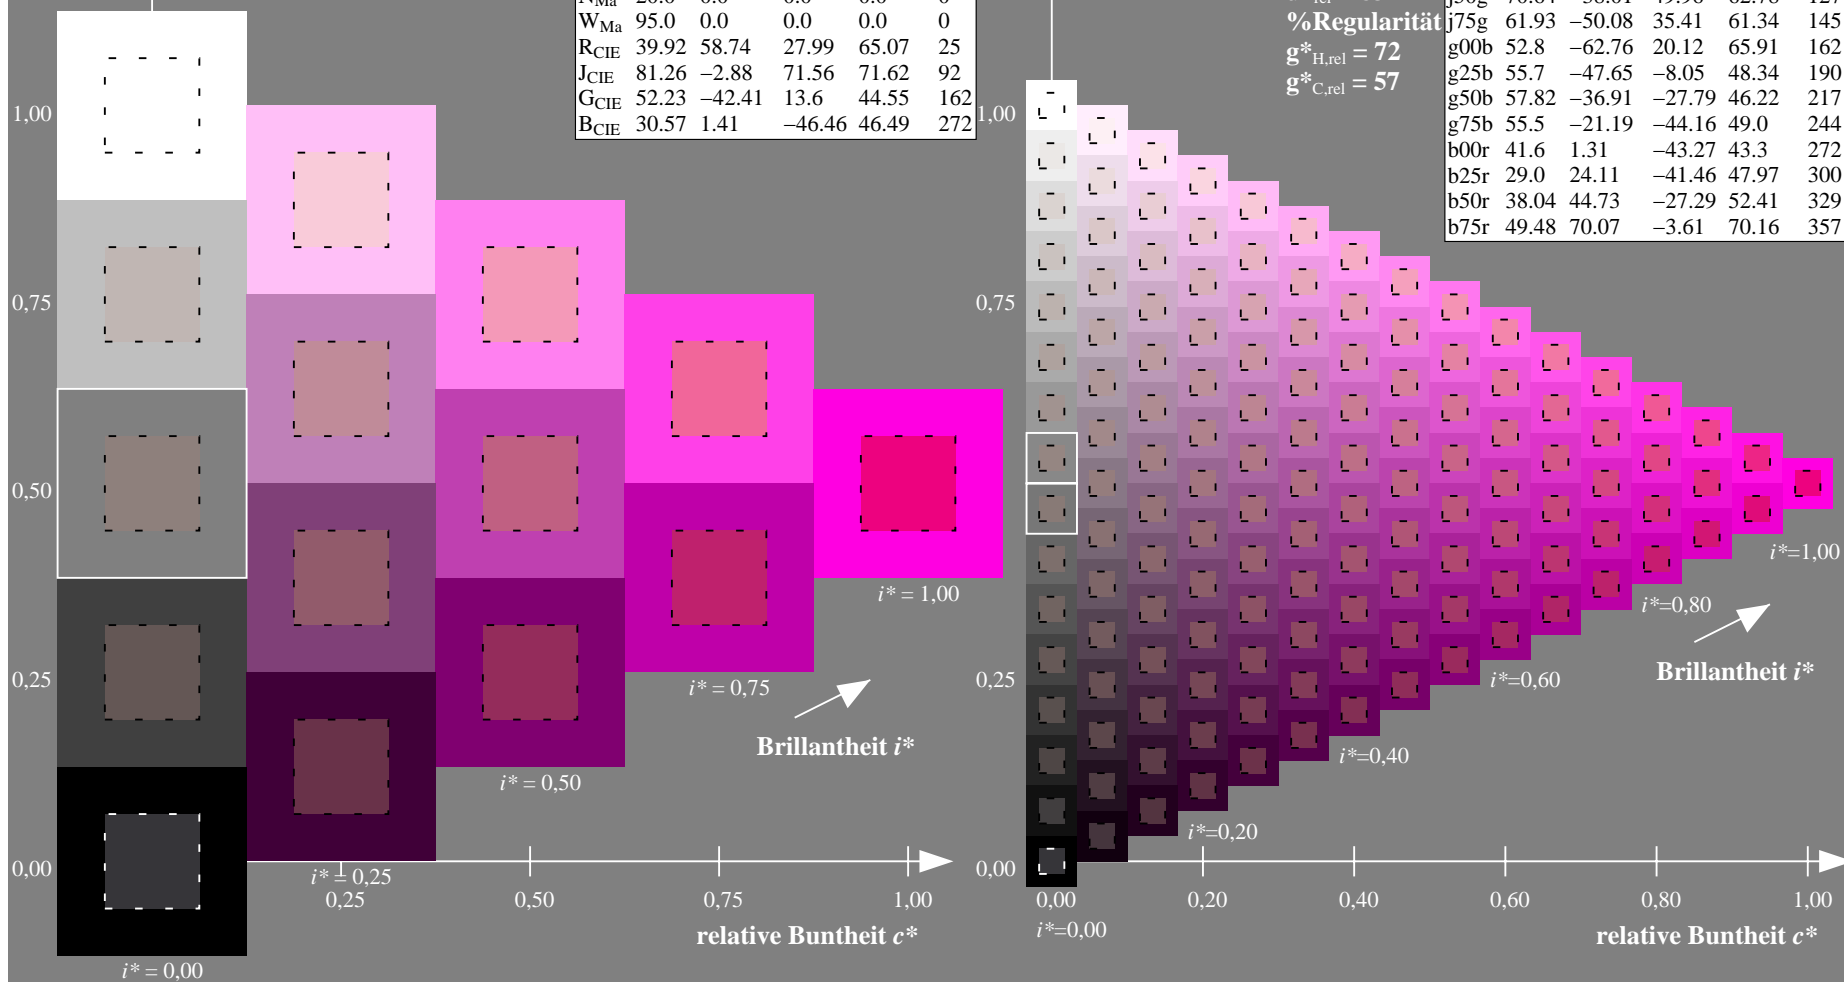 N_Ma 20.0 0.0 0.0 0.0 0
W_Ma 95.0 0.0 0.0 0.0 0
R_CIE 39.92 58.74 27.99 65.07 25
J_CIE 81.26 −2.88 71.56 71.62 92
G_CIE 52.23 −42.41 13.6 44.55 162
B_CIE 30.57 1.41 −46.46 46.49 272
1,00
0,75
0,50
0,25
0,00
i* = 1,00
i* = 0,75
Brillantheit i*
i* = 0,50
i* = 0,25
0,25 0,50 0,75 1,00
relative Buntheit c*
i* = 0,00
%Regularität
g*_H,rel = 72
g*_C,rel = 57
j75g 61.93 −50.08 35.41 61.34 145
g00b 52.8 −62.76 20.12 65.91 162
g25b 55.7 −47.65 −8.05 48.34 190
g50b 57.82 −36.91 −27.79 46.22 217
g75b 55.5 −21.19 −44.16 49.0 244
b00r 41.6 1.31 −43.27 43.3 272
b25r 29.0 24.11 −41.46 47.97 300
b50r 38.04 44.73 −27.29 52.41 329
b75r 49.48 70.07 −3.61 70.16 357
1,00
0,75
0,25
0,00
i*=1,00
i*=0,80
Brillantheit i*
i*=0,60
i*=0,40
i*=0,20
0,00 0,20 0,40 0,60 0,80 1,00
i*=0,00
relative Buntheit c*